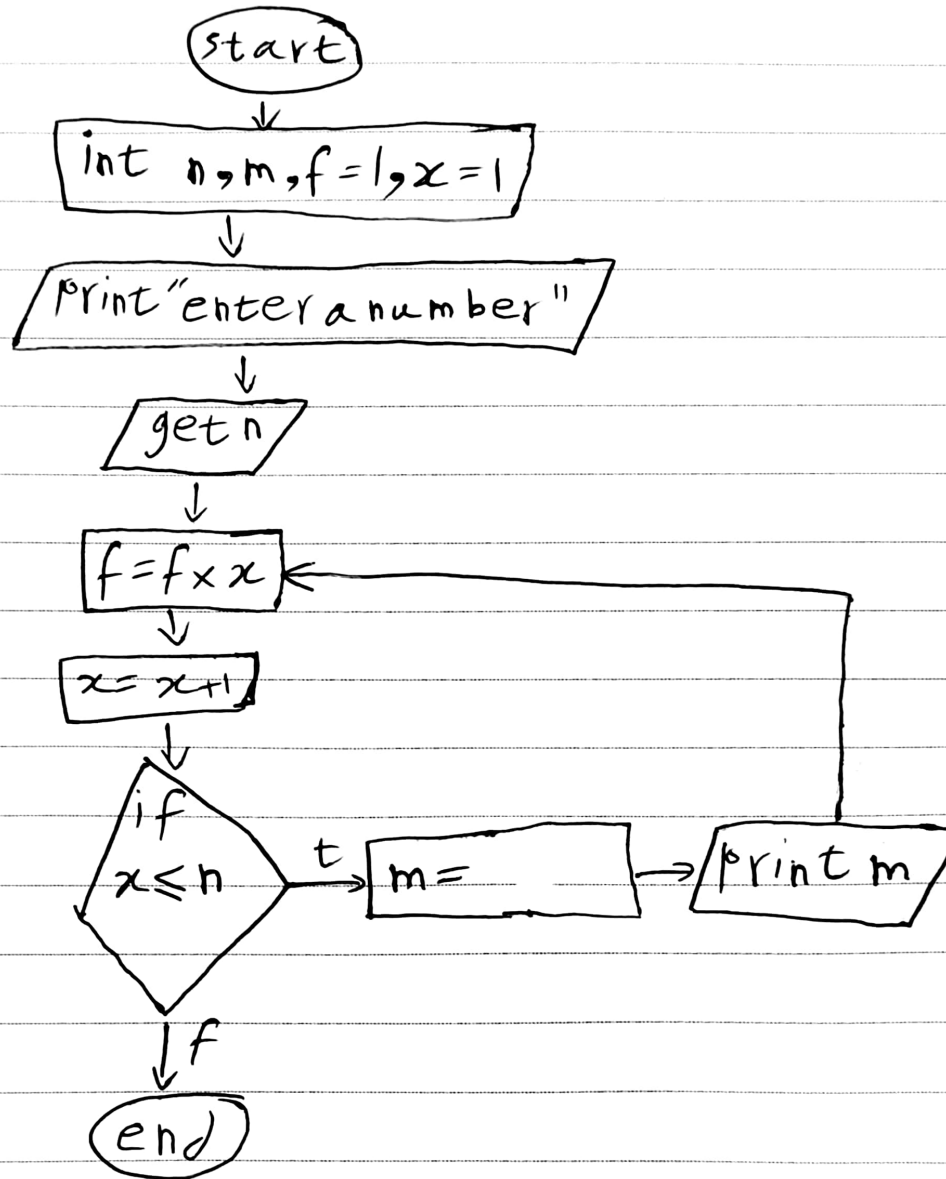 start
int n, m, f = 1, x = 1
print "enter a number"
get n
f = f × x
x = x+1
if
x ≤ n
t
m =
print m
f
end